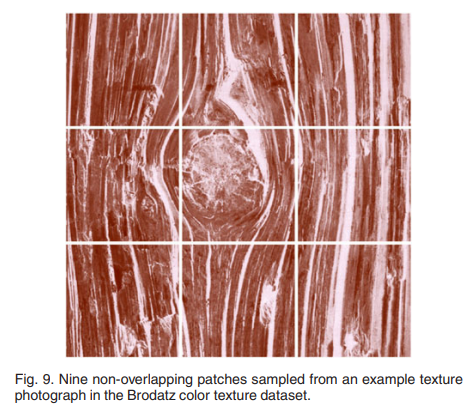 Fig. 9. Nine non-overlapping patches sampled from an example texture
photograph in the Brodatz color texture dataset.